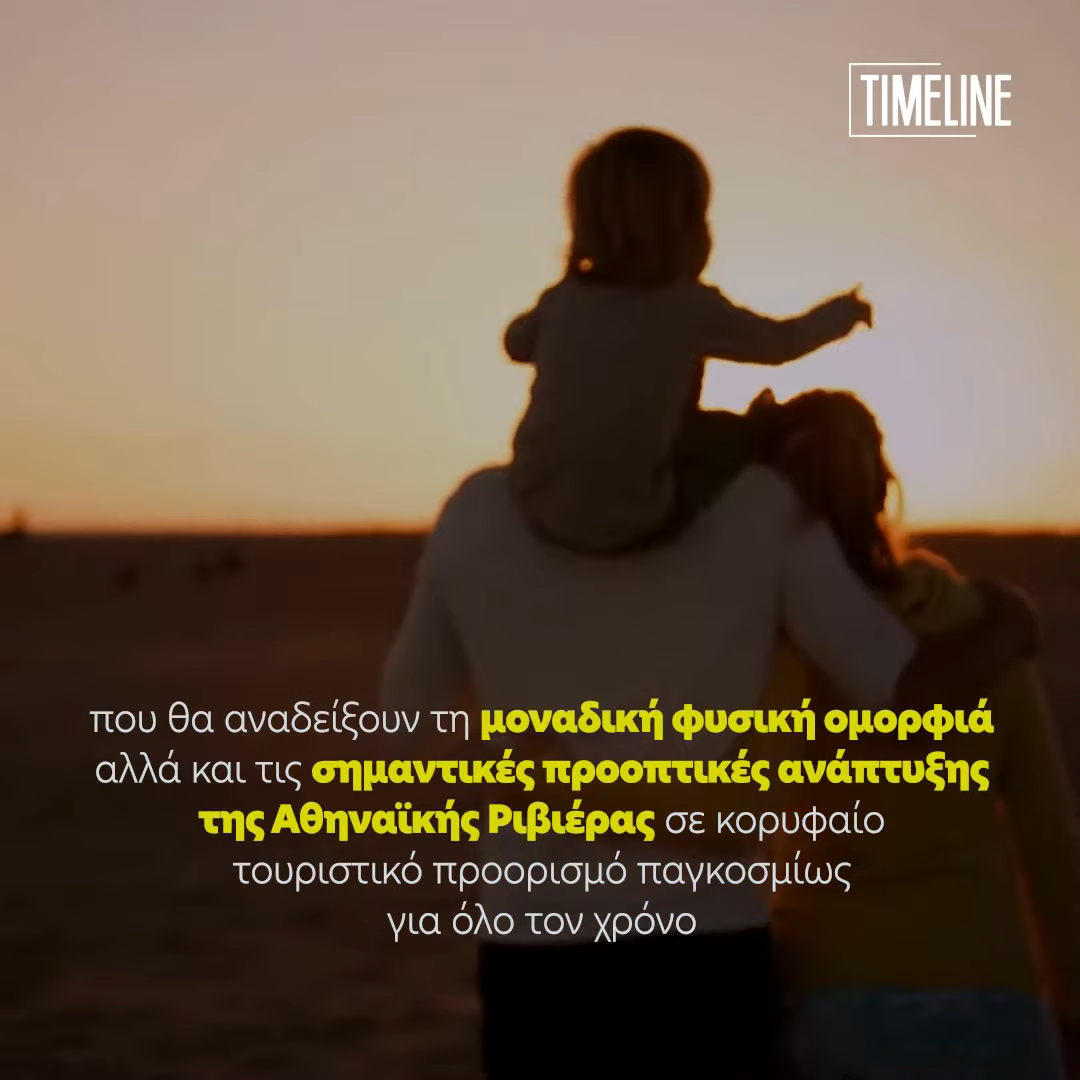 TIMELINE
που θα αναδείξουν τη μοναδική φυσική ομορφιά
αλλά και τις σημαντικές προοπτικές ανάπτυξης
της Αθηναϊκής Ριβιέρας σε κορυφαίο
τουριστικό προορισμό παγκοσμίως
για όλο τον χρόνο